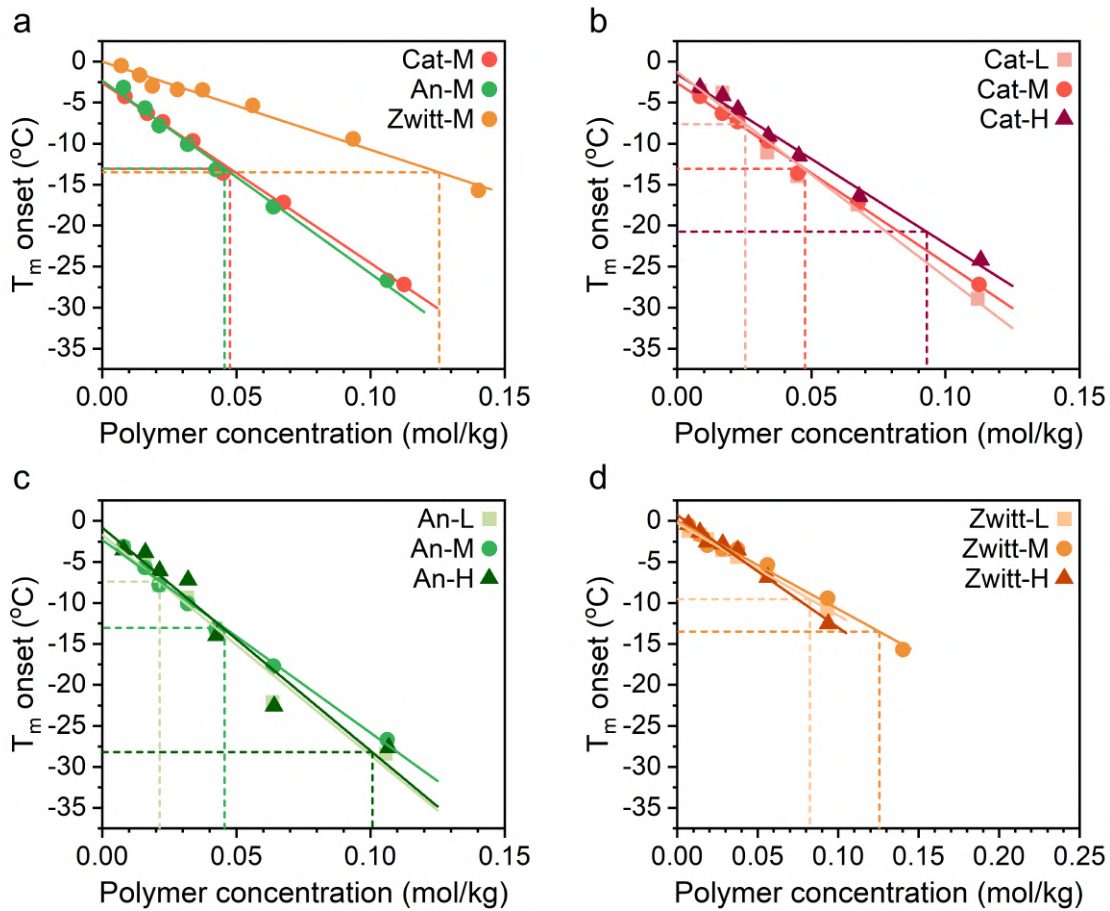 a
Cat-M
An-M
Zwitt-M
0
-5
-10
-15
-20
-25
-30
-35
T_m onset (°C)
0.00 0.05 0.10 0.15
Polymer concentration (mol/kg)
b
Cat-L
Cat-M
Cat-H
0
-5
-10
-15
-20
-25
-30
-35
T_m onset (°C)
0.00 0.05 0.10 0.15
Polymer concentration (mol/kg)
c
An-L
An-M
An-H
0
-5
-10
-15
-20
-25
-30
-35
T_m onset (°C)
0.00 0.05 0.10 0.15
Polymer concentration (mol/kg)
d
Zwitt-L
Zwitt-M
Zwitt-H
0
-5
-10
-15
-20
-25
-30
-35
T_m onset (°C)
0.00 0.05 0.10 0.15 0.20 0.25
Polymer concentration (mol/kg)